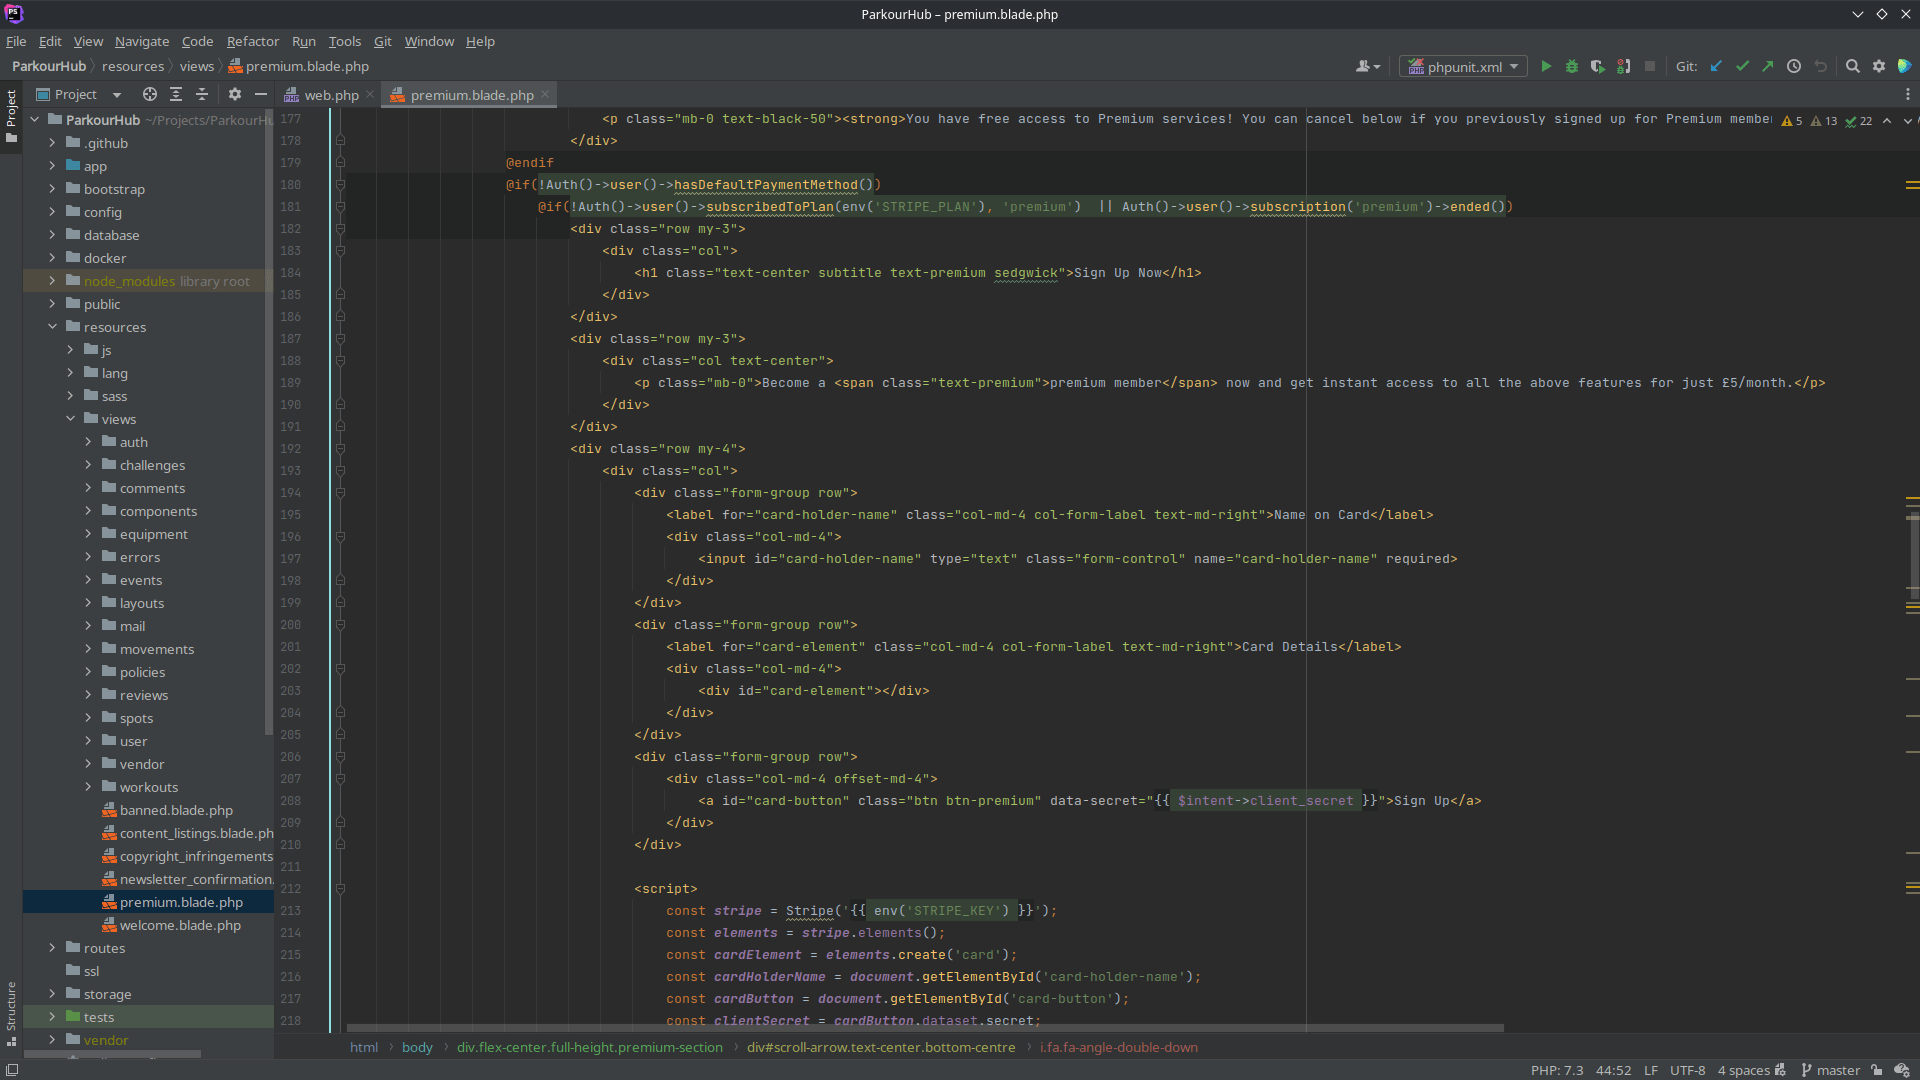 PS
ParkourHub – premium.blade.php
File Edit View Navigate Code Refactor Run Tools Git Window Help
ParkourHub resources views premium.blade.php
phpunit.xml
Git:
Project
web.php
premium.blade.php
Project
Structure
ParkourHub ~/Projects/ParkourHu
.github
app
bootstrap
config
database
docker
node_modules library root
public
resources
js
lang
sass
views
auth
challenges
comments
components
equipment
errors
events
layouts
mail
movements
policies
reviews
spots
user
vendor
workouts
banned.blade.php
content_listings.blade.ph
copyright_infringements
newsletter_confirmation.
premium.blade.php
welcome.blade.php
routes
ssl
storage
tests
vendor
5 13 22
177 <p class="mb-0 text-black-50"><strong>You have free access to Premium services! You can cancel below if you previously signed up for Premium member
178 </div>
179 @endif
180 @if(!Auth()->user()->hasDefaultPaymentMethod())
181 @if(!Auth()->user()->subscribedToPlan(env('STRIPE_PLAN'), 'premium')  || Auth()->user()->subscription('premium')->ended())
182 <div class="row my-3">
183 <div class="col">
184 <h1 class="text-center subtitle text-premium sedgwick">Sign Up Now</h1>
185 </div>
186 </div>
187 <div class="row my-3">
188 <div class="col text-center">
189 <p class="mb-0">Become a <span class="text-premium">premium member</span> now and get instant access to all the above features for just £5/month.</p>
190 </div>
191 </div>
192 <div class="row my-4">
193 <div class="col">
194 <div class="form-group row">
195 <label for="card-holder-name" class="col-md-4 col-form-label text-md-right">Name on Card</label>
196 <div class="col-md-4">
197 <input id="card-holder-name" type="text" class="form-control" name="card-holder-name" required>
198 </div>
199 </div>
200 <div class="form-group row">
201 <label for="card-element" class="col-md-4 col-form-label text-md-right">Card Details</label>
202 <div class="col-md-4">
203 <div id="card-element"></div>
204 </div>
205 </div>
206 <div class="form-group row">
207 <div class="col-md-4 offset-md-4">
208 <a id="card-button" class="btn btn-premium" data-secret="{{ $intent->client_secret }}">Sign Up</a>
209 </div>
210 </div>
211
212 <script>
213 const stripe = Stripe('{{ env('STRIPE_KEY') }}');
214 const elements = stripe.elements();
215 const cardElement = elements.create('card');
216 const cardHolderName = document.getElementById('card-holder-name');
217 const cardButton = document.getElementById('card-button');
218 const clientSecret = cardButton.dataset.secret;
html body div.flex-center.full-height.premium-section div#scroll-arrow.text-center.bottom-centre i.fa.fa-angle-double-down
PHP: 7.3 44:52 LF UTF-8 4 spaces master